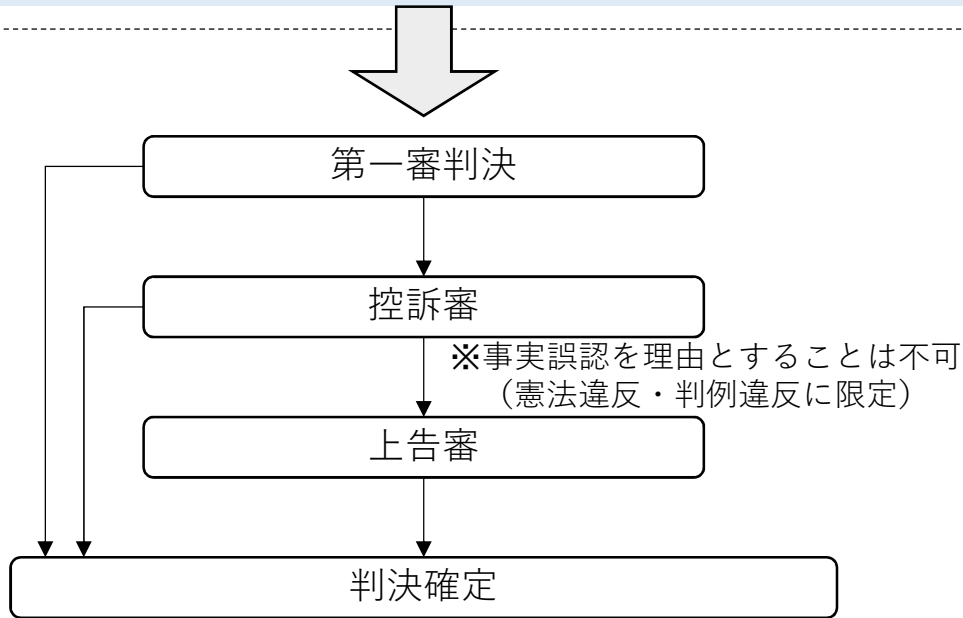 第一審判決
控訴審
※事実誤認を理由とすることは不可
（憲法違反・判例違反に限定）
上告審
判決確定